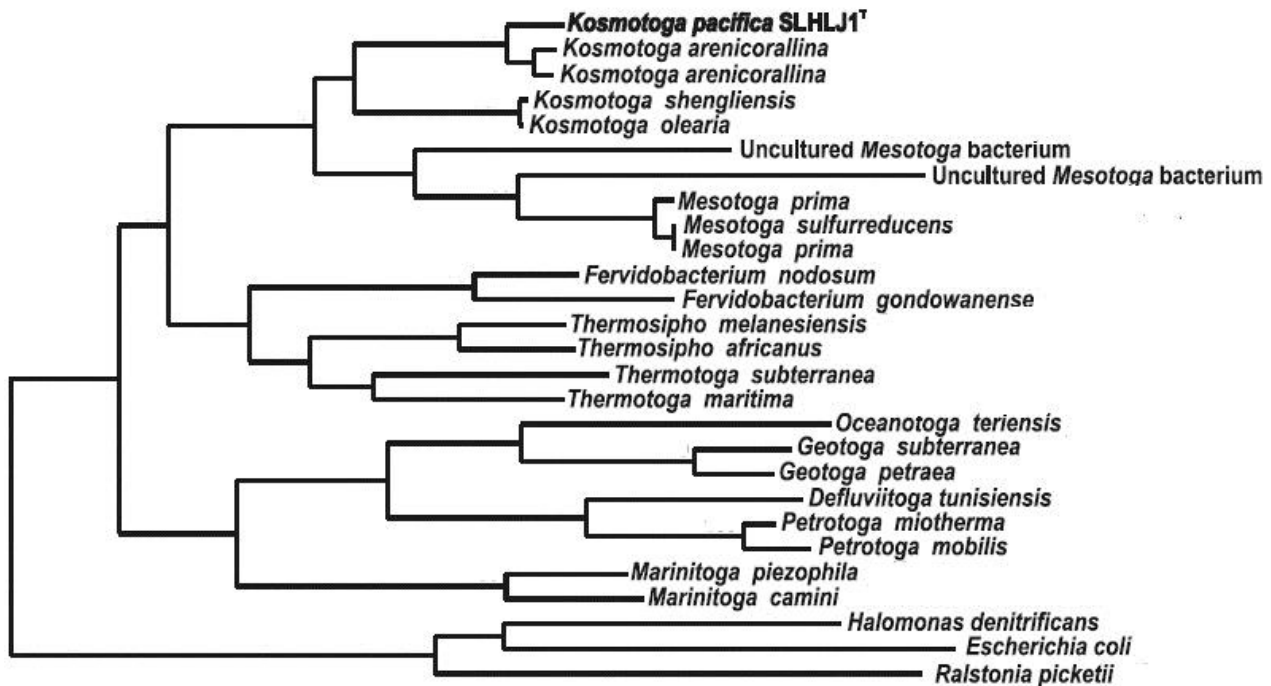 Kosmotoga pacifica SLHLJ1ᵀ
Kosmotoga arenicorallina
Kosmotoga arenicorallina
Kosmotoga shengliensis
Kosmotoga olearia
Uncultured Mesotoga bacterium
Uncultured Mesotoga bacterium
Mesotoga prima
Mesotoga sulfurreducens
Mesotoga prima
Fervidobacterium nodosum
Fervidobacterium gondowanense
Thermosipho melanesiensis
Thermosipho africanus
Thermotoga subterranea
Thermotoga maritima
Oceanotoga teriensis
Geotoga subterranea
Geotoga petraea
Defluviitoga tunisiensis
Petrotoga miotherma
Petrotoga mobilis
Marinitoga piezophila
Marinitoga camini
Halomonas denitrificans
Escherichia coli
Ralstonia picketii